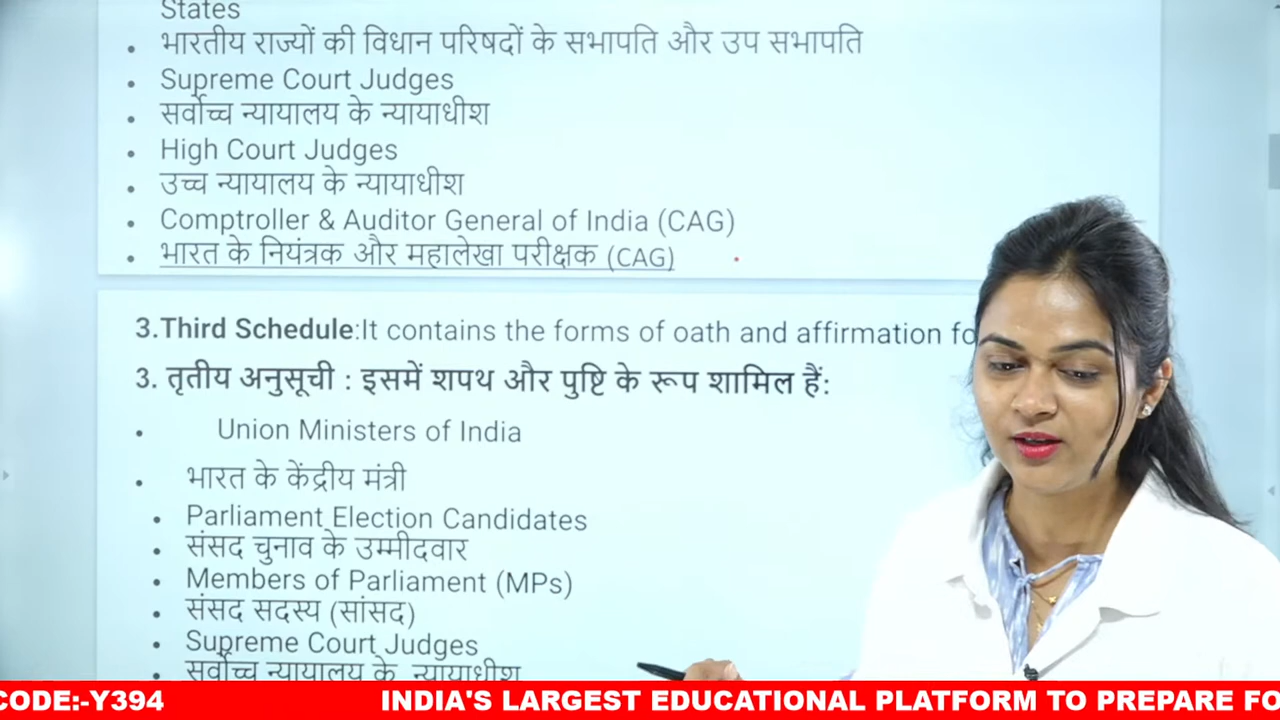 States
• भारतीय राज्यों की विधान परिषदों के सभापति और उप सभापति
• Supreme Court Judges
• सर्वोच्च न्यायालय के न्यायाधीश
• High Court Judges
• उच्च न्यायालय के न्यायाधीश
• Comptroller & Auditor General of India (CAG)
• भारत के नियंत्रक और महालेखा परीक्षक (CAG)
3.Third Schedule:It contains the forms of oath and affirmation
3. तृतीय अनुसूची : इसमें शपथ और पुष्टि के रूप शामिल हैं:
• Union Ministers of India
• भारत के केंद्रीय मंत्री
• Parliament Election Candidates
• संसद चुनाव के उम्मीदवार
• Members of Parliament (MPs)
• संसद सदस्य (सांसद)
• Supreme Court Judges
• सर्वोच्च न्यायालय के न्यायाधीश
CODE:-Y394 INDIA'S LARGEST EDUCATIONAL PLATFORM TO PREPARE